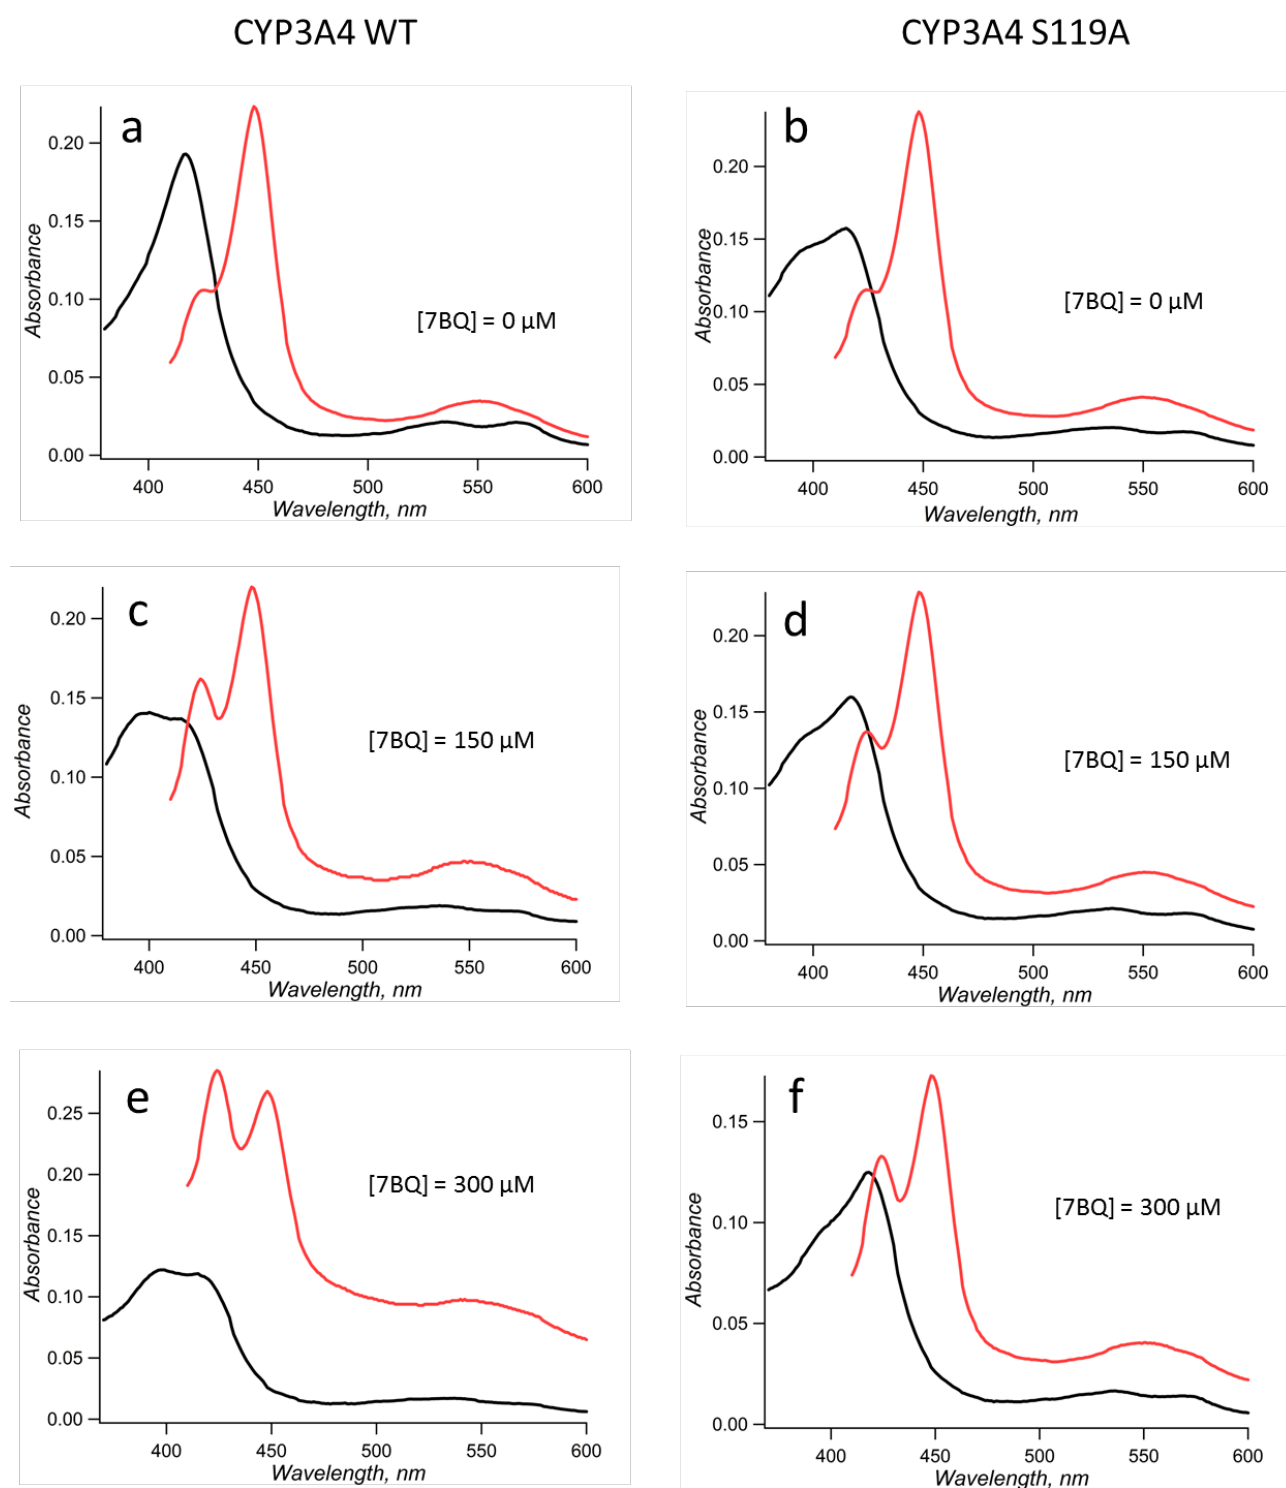 CYP3A4 WT
CYP3A4 S119A
a
Absorbance
0.20
0.15
0.10
0.05
0.00
[7BQ] = 0 µM
400 450 500 550 600
Wavelength, nm
b
Absorbance
0.20
0.15
0.10
0.05
0.00
[7BQ] = 0 µM
400 450 500 550 600
Wavelength, nm
c
Absorbance
0.20
0.15
0.10
0.05
0.00
[7BQ] = 150 µM
400 450 500 550 600
Wavelength, nm
d
Absorbance
0.20
0.15
0.10
0.05
0.00
[7BQ] = 150 µM
400 450 500 550 600
Wavelength, nm
e
Absorbance
0.25
0.20
0.15
0.10
0.05
0.00
[7BQ] = 300 µM
400 450 500 550 600
Wavelength, nm
f
Absorbance
0.15
0.10
0.05
0.00
[7BQ] = 300 µM
400 450 500 550 600
Wavelength, nm